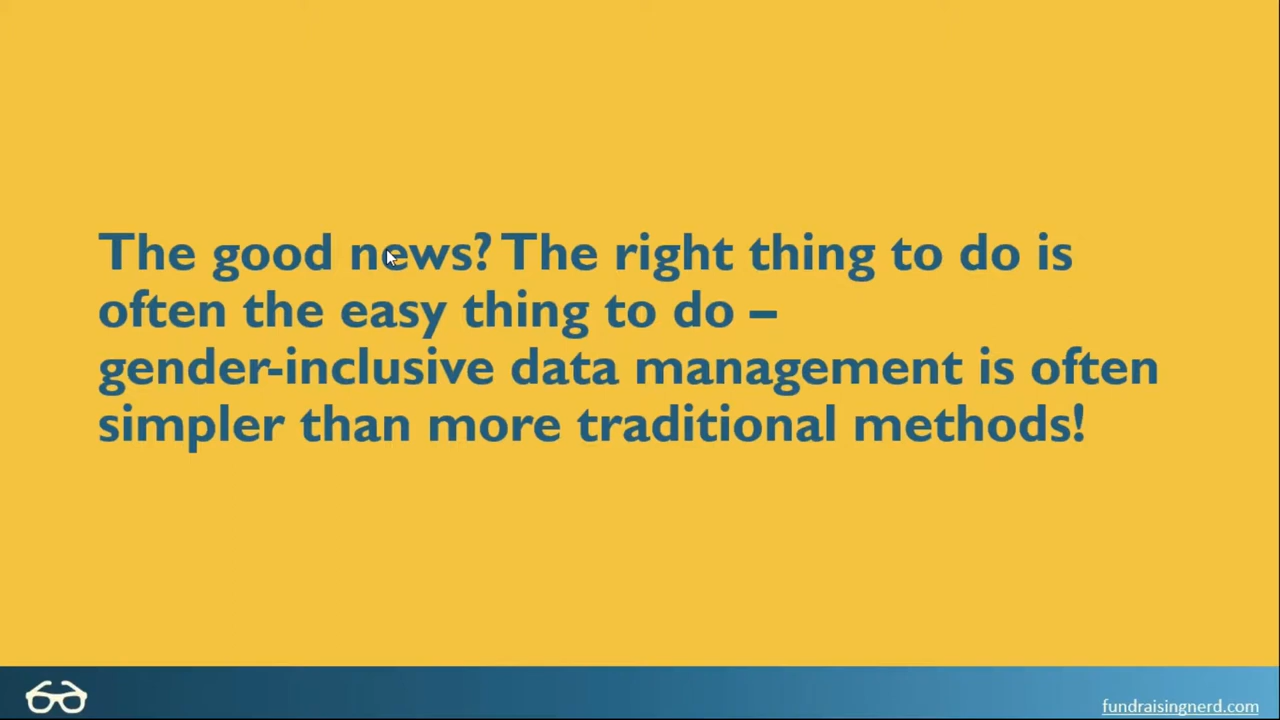 The good news? The right thing to do is
often the easy thing to do –
gender-inclusive data management is often
simpler than more traditional methods!
fundraisingnerd.com